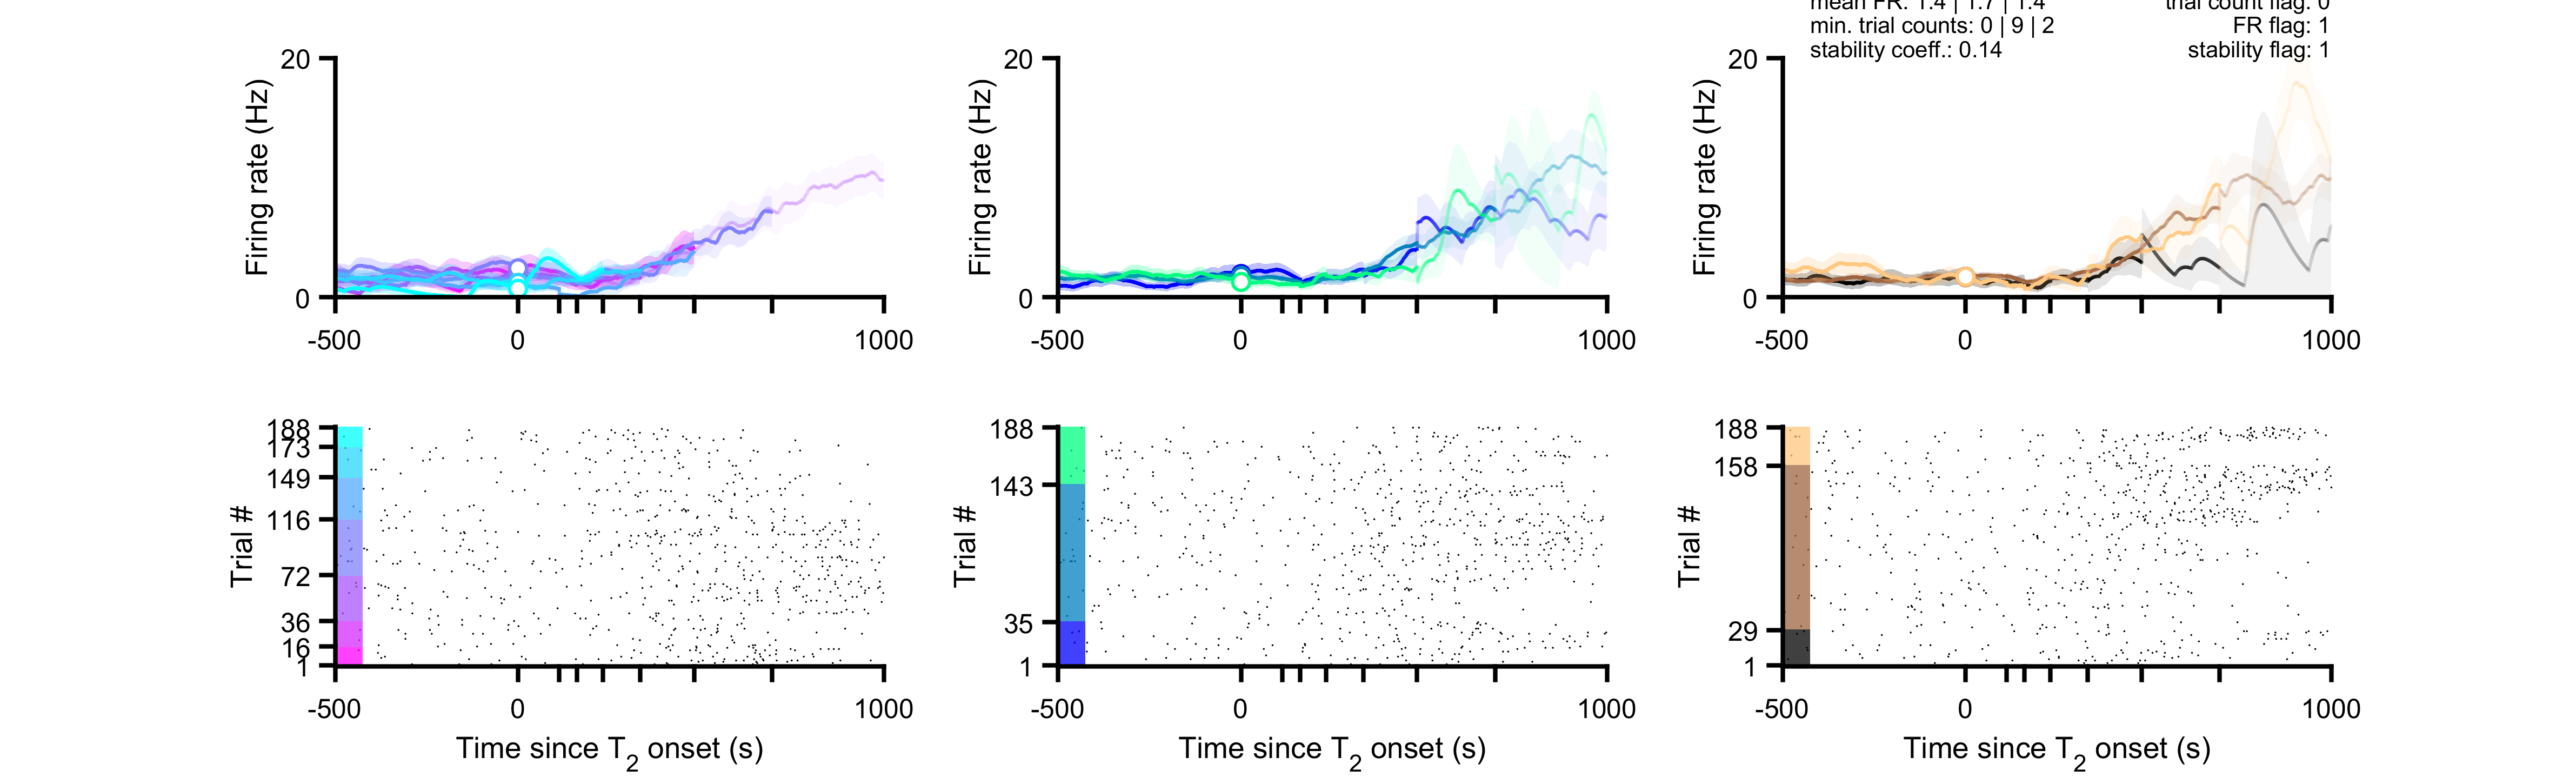 mean FR: 1.4 | 1.7 | 1.4
trial count flag: 0
min. trial counts: 0 | 9 | 2
FR flag: 1
stability coeff.: 0.14
stability flag: 1
20
0
Firing rate (Hz)
-500
0
1000
20
0
Firing rate (Hz)
-500
0
1000
20
0
Firing rate (Hz)
-500
0
1000
188
173
149
116
72
36
16
1
Trial #
-500
0
1000
Time since T2 onset (s)
188
143
35
1
Trial #
-500
0
1000
Time since T2 onset (s)
188
158
29
1
Trial #
-500
0
1000
Time since T2 onset (s)